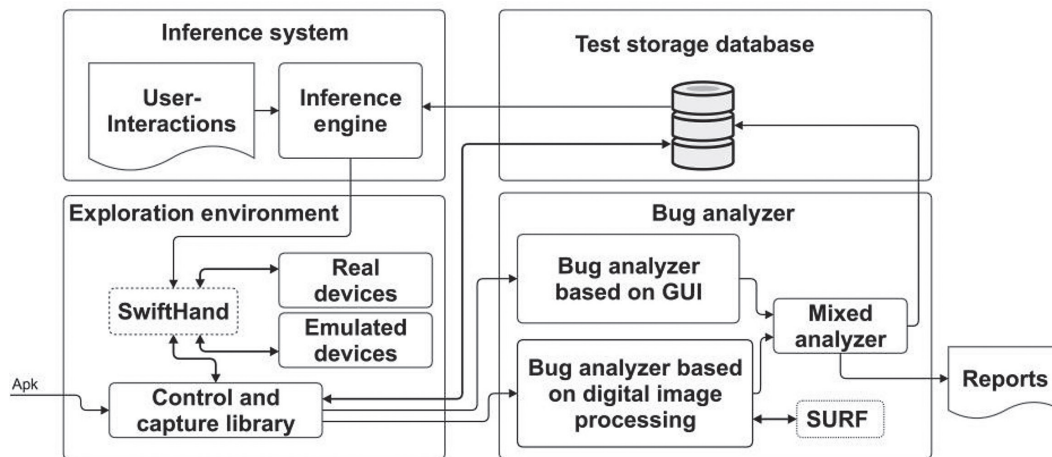 Inference system
User-
Interactions
Inference
engine
Test storage database
Exploration environment
Real
devices
SwiftHand
Emulated
devices
Apk
Control and
capture library
Bug analyzer
Bug analyzer
based on GUI
Mixed
analyzer
Bug analyzer based
on digital image
processing
SURF
Reports